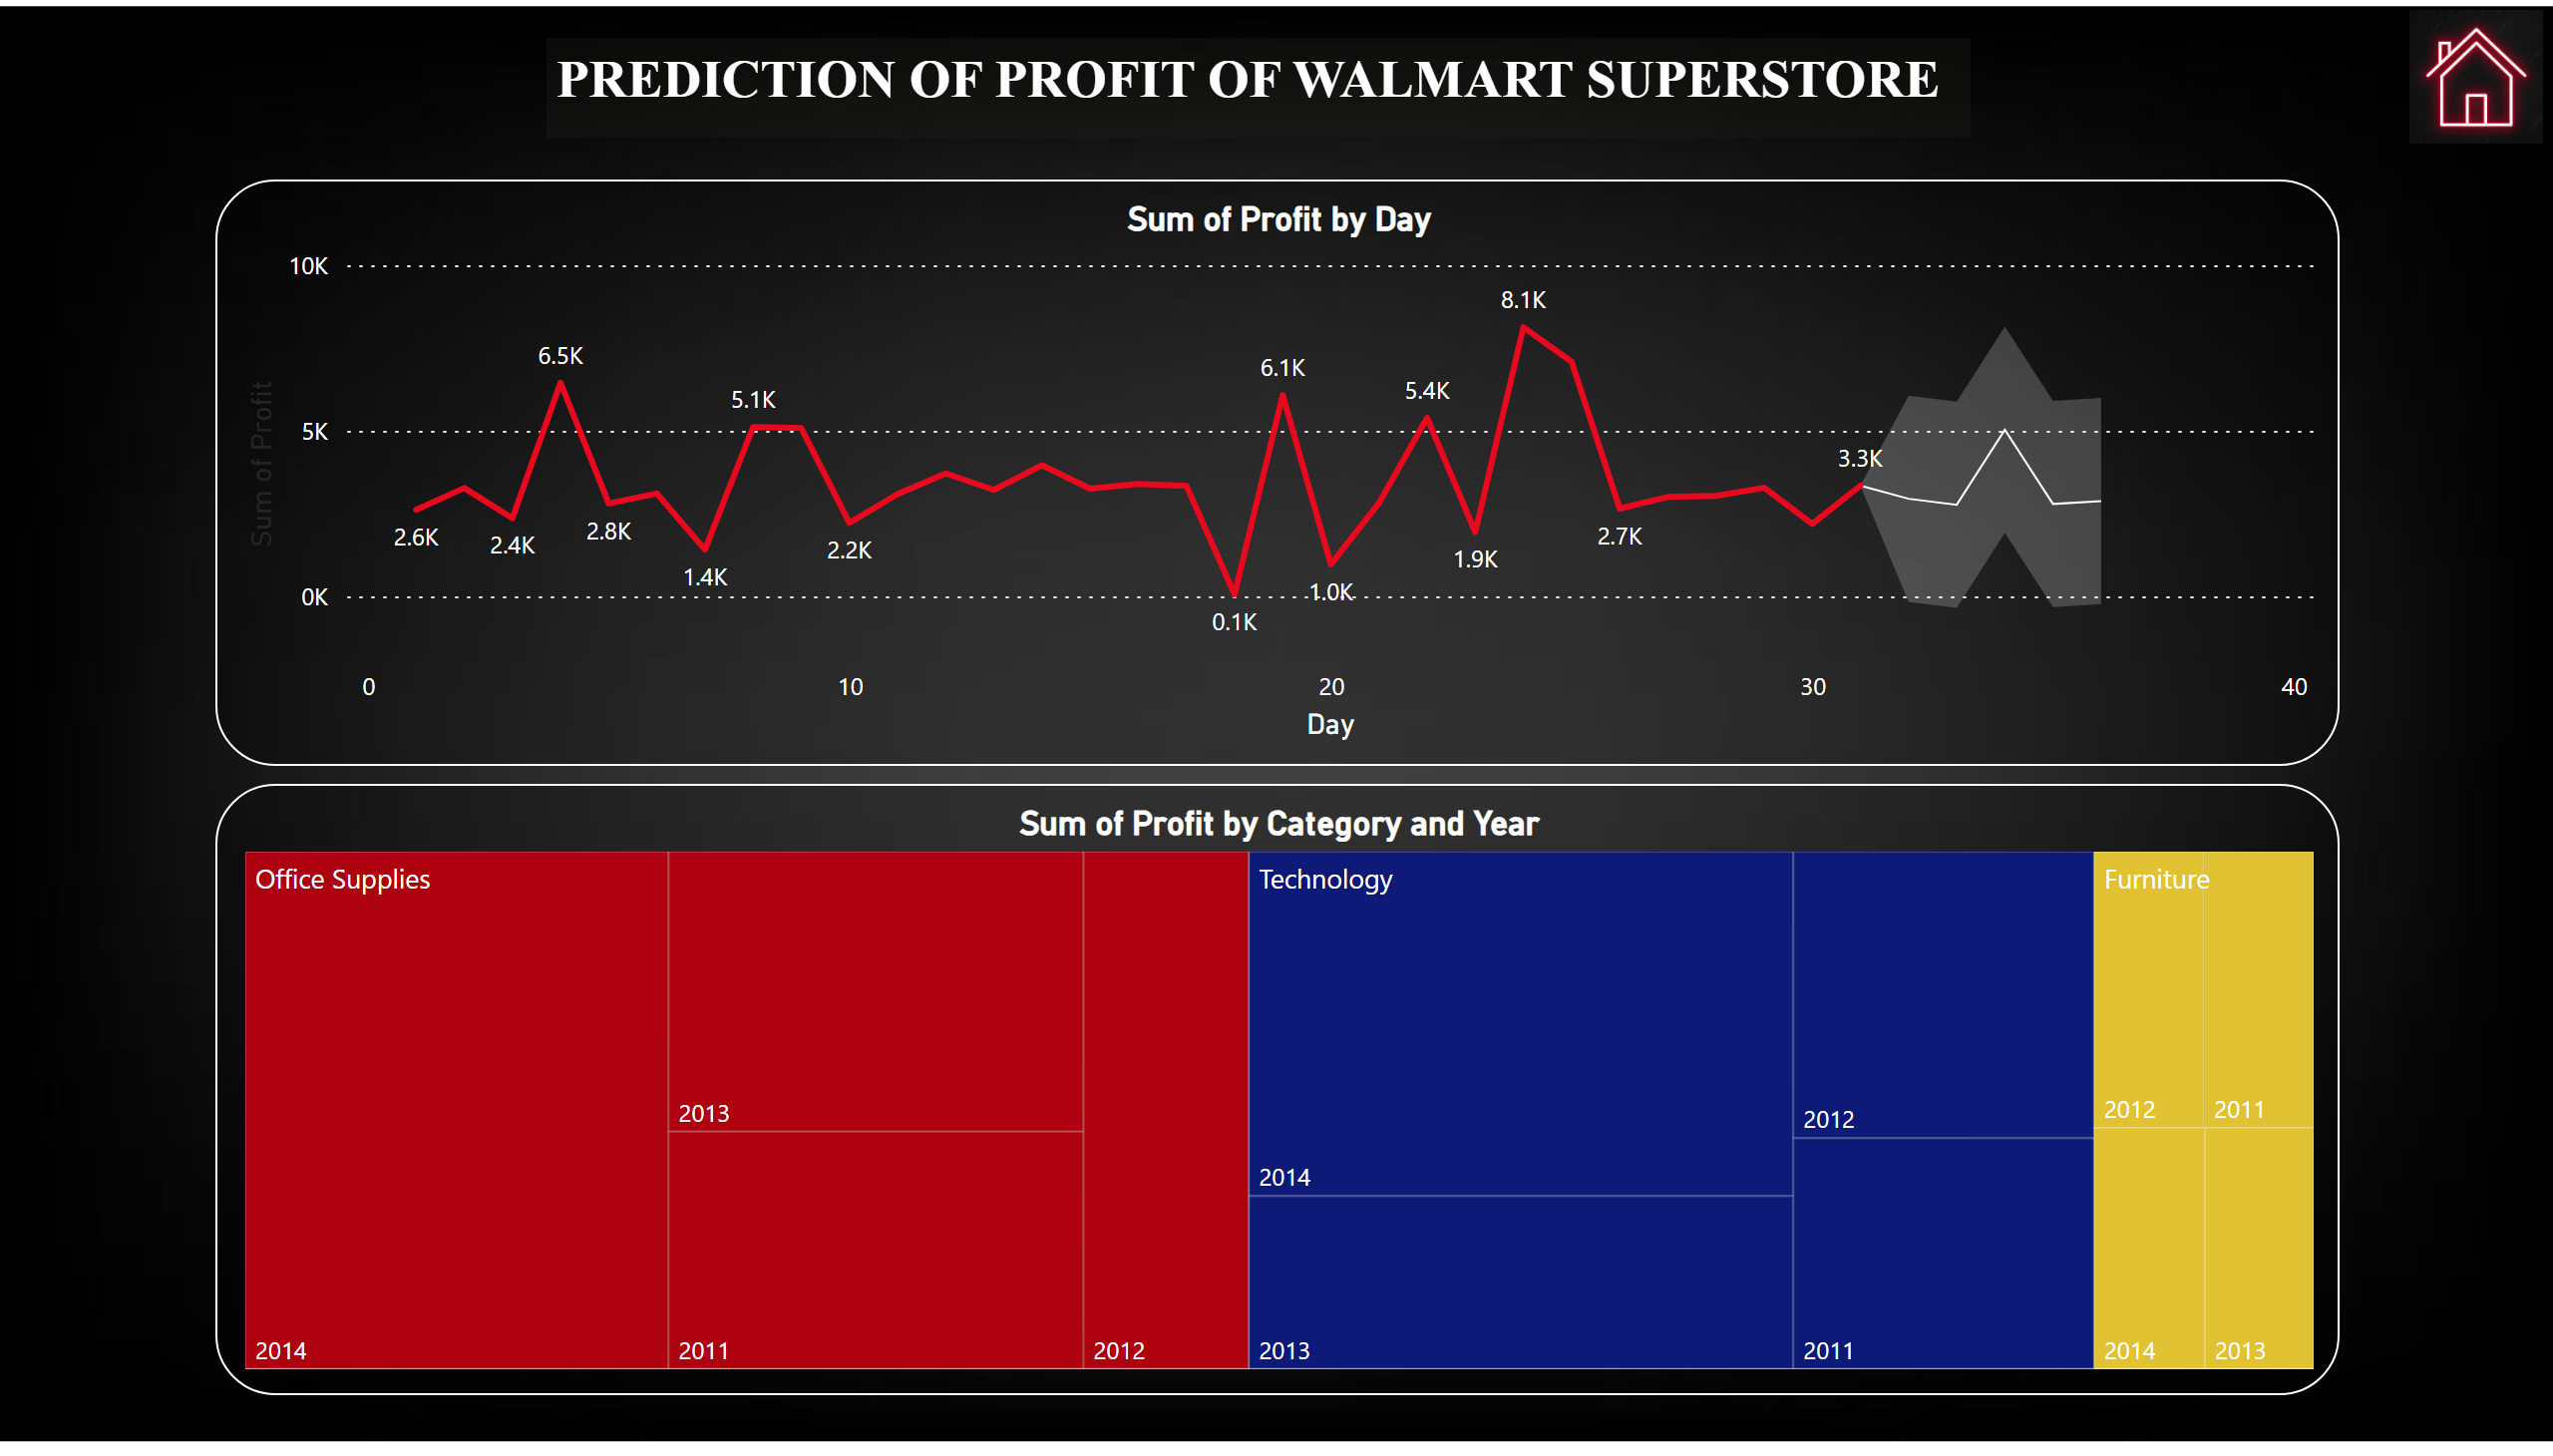 PREDICTION OF PROFIT OF WALMART SUPERSTORE
Sum of Profit by Day
10K
8.1K
6.5K
6.1K
5.4K
5.1K
Sum of Profit
5K
3.3K
2.6K
2.4K
2.8K
1.4K
2.2K
1.9K
2.7K
0K
1.0K
0.1K
0 10 20 30 40
Day
Sum of Profit by Category and Year
Office Supplies
2014
2013
2011
2012
Technology
2014
2013
2012
2011
Furniture
2012
2011
2014
2013